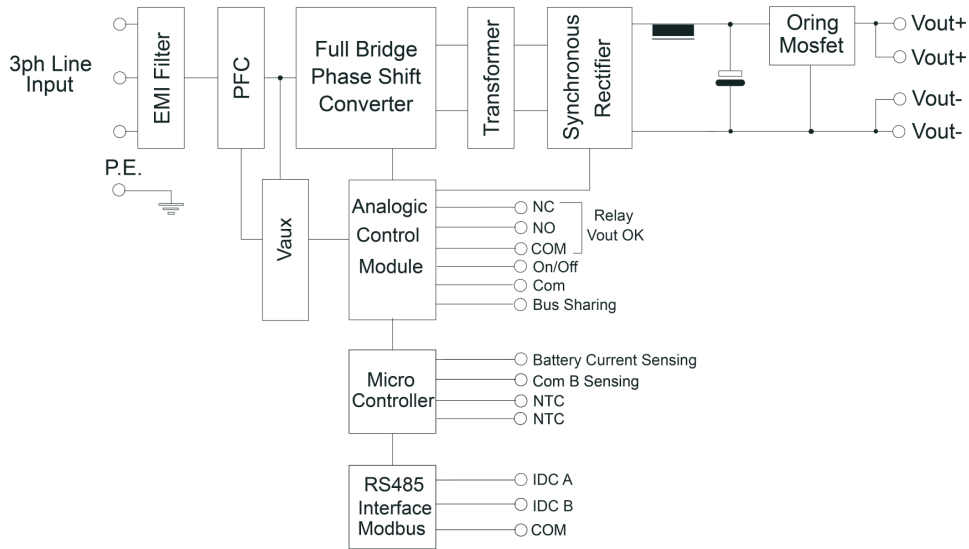 3ph Line
Input
P.E.
EMI Filter
PFC
Full Bridge
Phase Shift
Converter
Transformer
Synchronous
Rectifier
Oring
Mosfet
Vout+
Vout+
Vout-
Vout-
Vaux
Analogic
Control
Module
NC
NO
COM
Relay
Vout OK
On/Off
Com
Bus Sharing
Micro
Controller
Battery Current Sensing
Com B Sensing
NTC
NTC
RS485
Interface
Modbus
IDC A
IDC B
COM